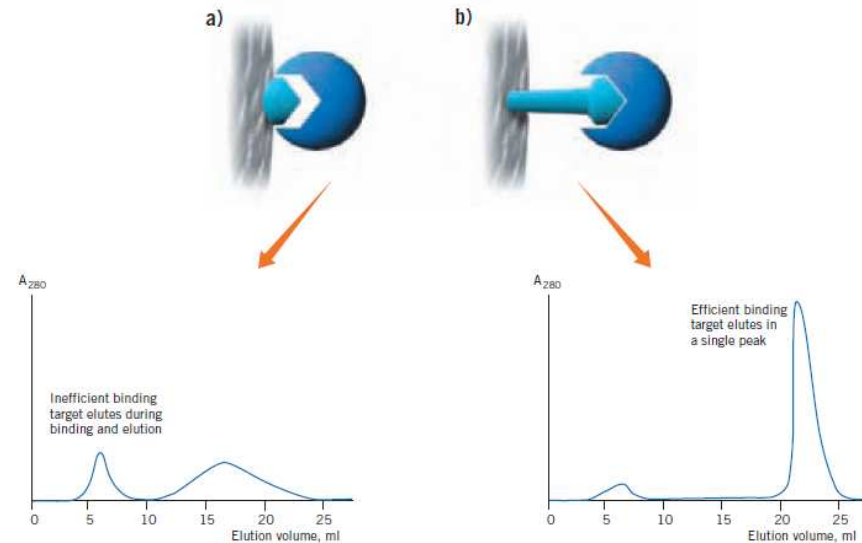 a)
b)
A280
Inefficient binding
target elutes during
binding and elution
0 5 10 15 20 25
Elution volume, ml
A280
Efficient binding
target elutes in
a single peak
0 5 10 15 20 25
Elution volume, ml